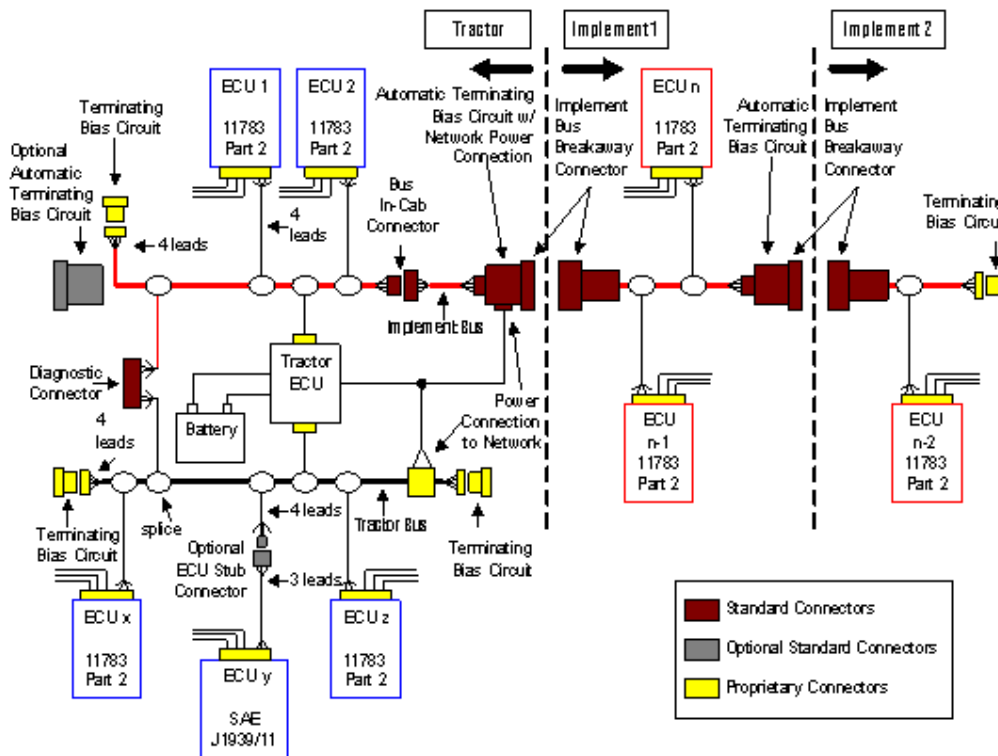 Tractor
Implement 1
Implement 2
Terminating
Bias Circuit
ECU 1
11783
Part 2
ECU 2
11783
Part 2
Automatic Terminating
Bias Circuit w/
Network Power
Connection
Implement
Bus
Breakaway
Connector
ECU n
11783
Part 2
Automatic
Terminating
Bias Circuit
Implement
Bus
Breakaway
Connector
Optional
Automatic
Terminating
Bias Circuit
4 leads
4
leads
Bus
In-Cab
Connector
Terminating
Bias Circuit
Implement Bus
Diagnostic
Connector
Tractor
ECU
Battery
Power
Connection
to Network
4
leads
ECU
n-1
11783
Part 2
ECU
n-2
11783
Part 2
Terminating
Bias Circuit
splice
4 leads
Tractor Bus
Terminating
Bias Circuit
Optional
ECU Stub
Connector
3 leads
ECU x
11783
Part 2
ECU y
SAE
J1939/11
ECU z
11783
Part 2
Standard Connectors
Optional Standard Connectors
Proprietary Connectors